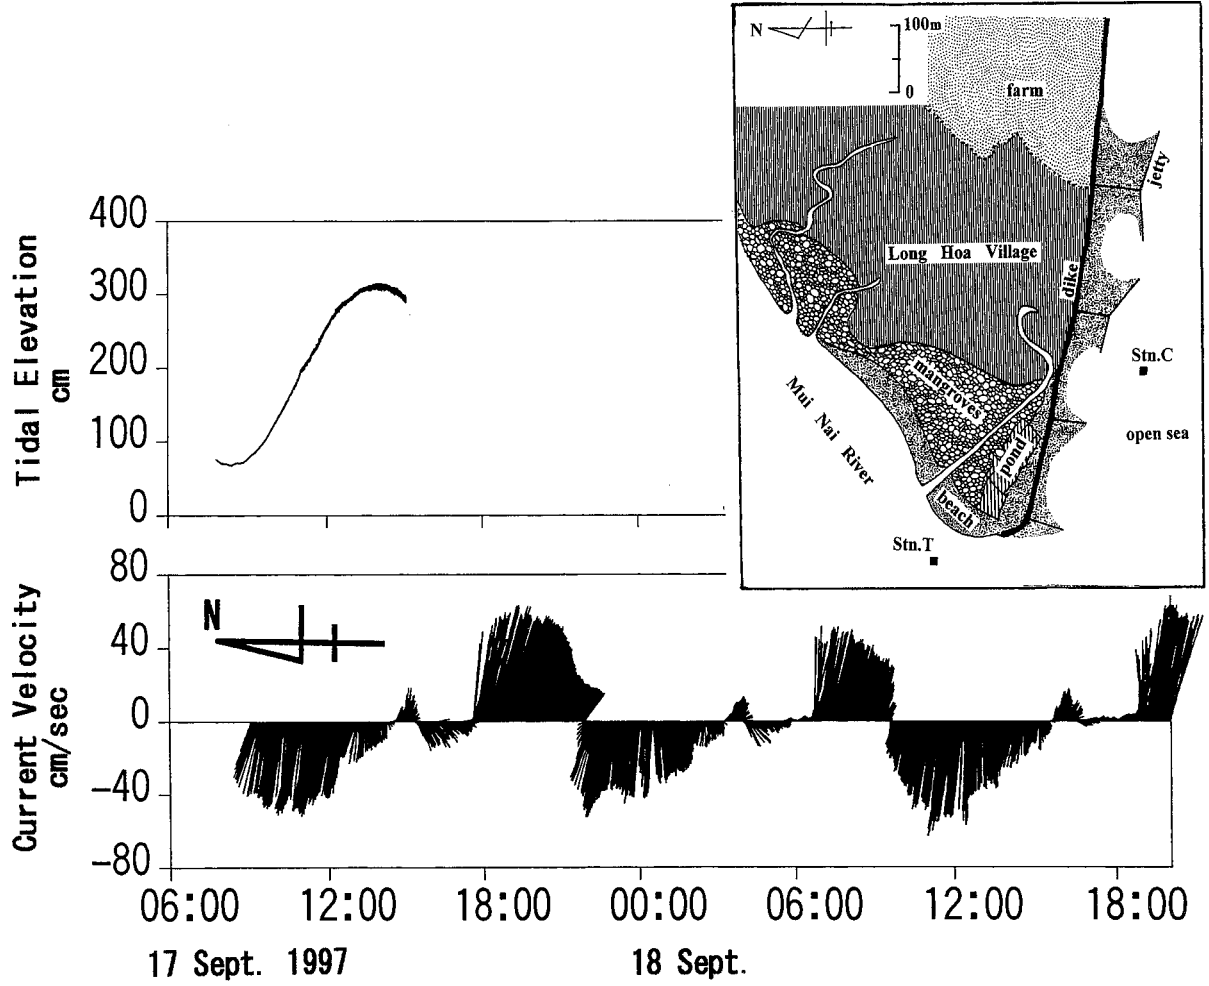 N
100m
0
farm
jetty
Long Hoa Village
dike
Stn.C
mangroves
Mui Nai River
open sea
pond
beach
Stn.T
Tidal Elevation
cm
400
300
200
100
0
Current Velocity
cm/sec
80
40
0
-40
-80
N
06:00 12:00 18:00 00:00 06:00 12:00 18:00
17 Sept. 1997 18 Sept.